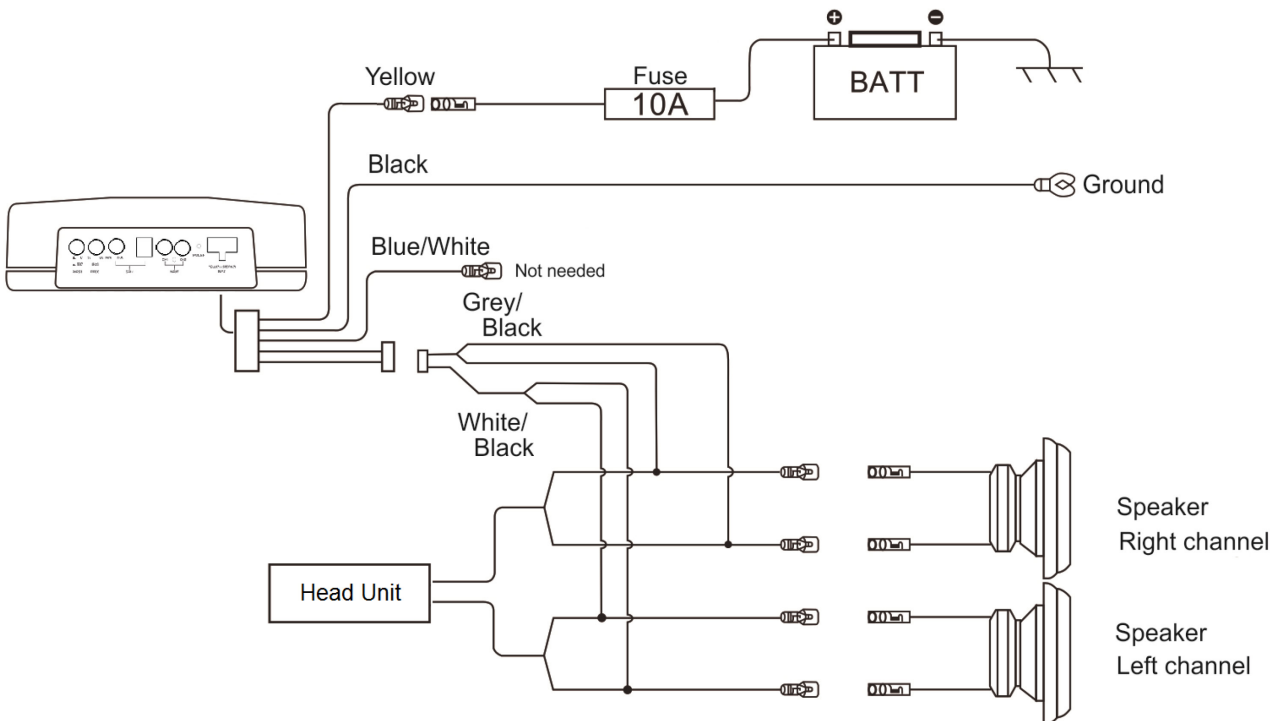 Yellow
Fuse
10A
+
−
BATT
Black
Ground
Blue/White
Not needed
Grey/
Black
White/
Black
Speaker
Right channel
Head Unit
Speaker
Left channel